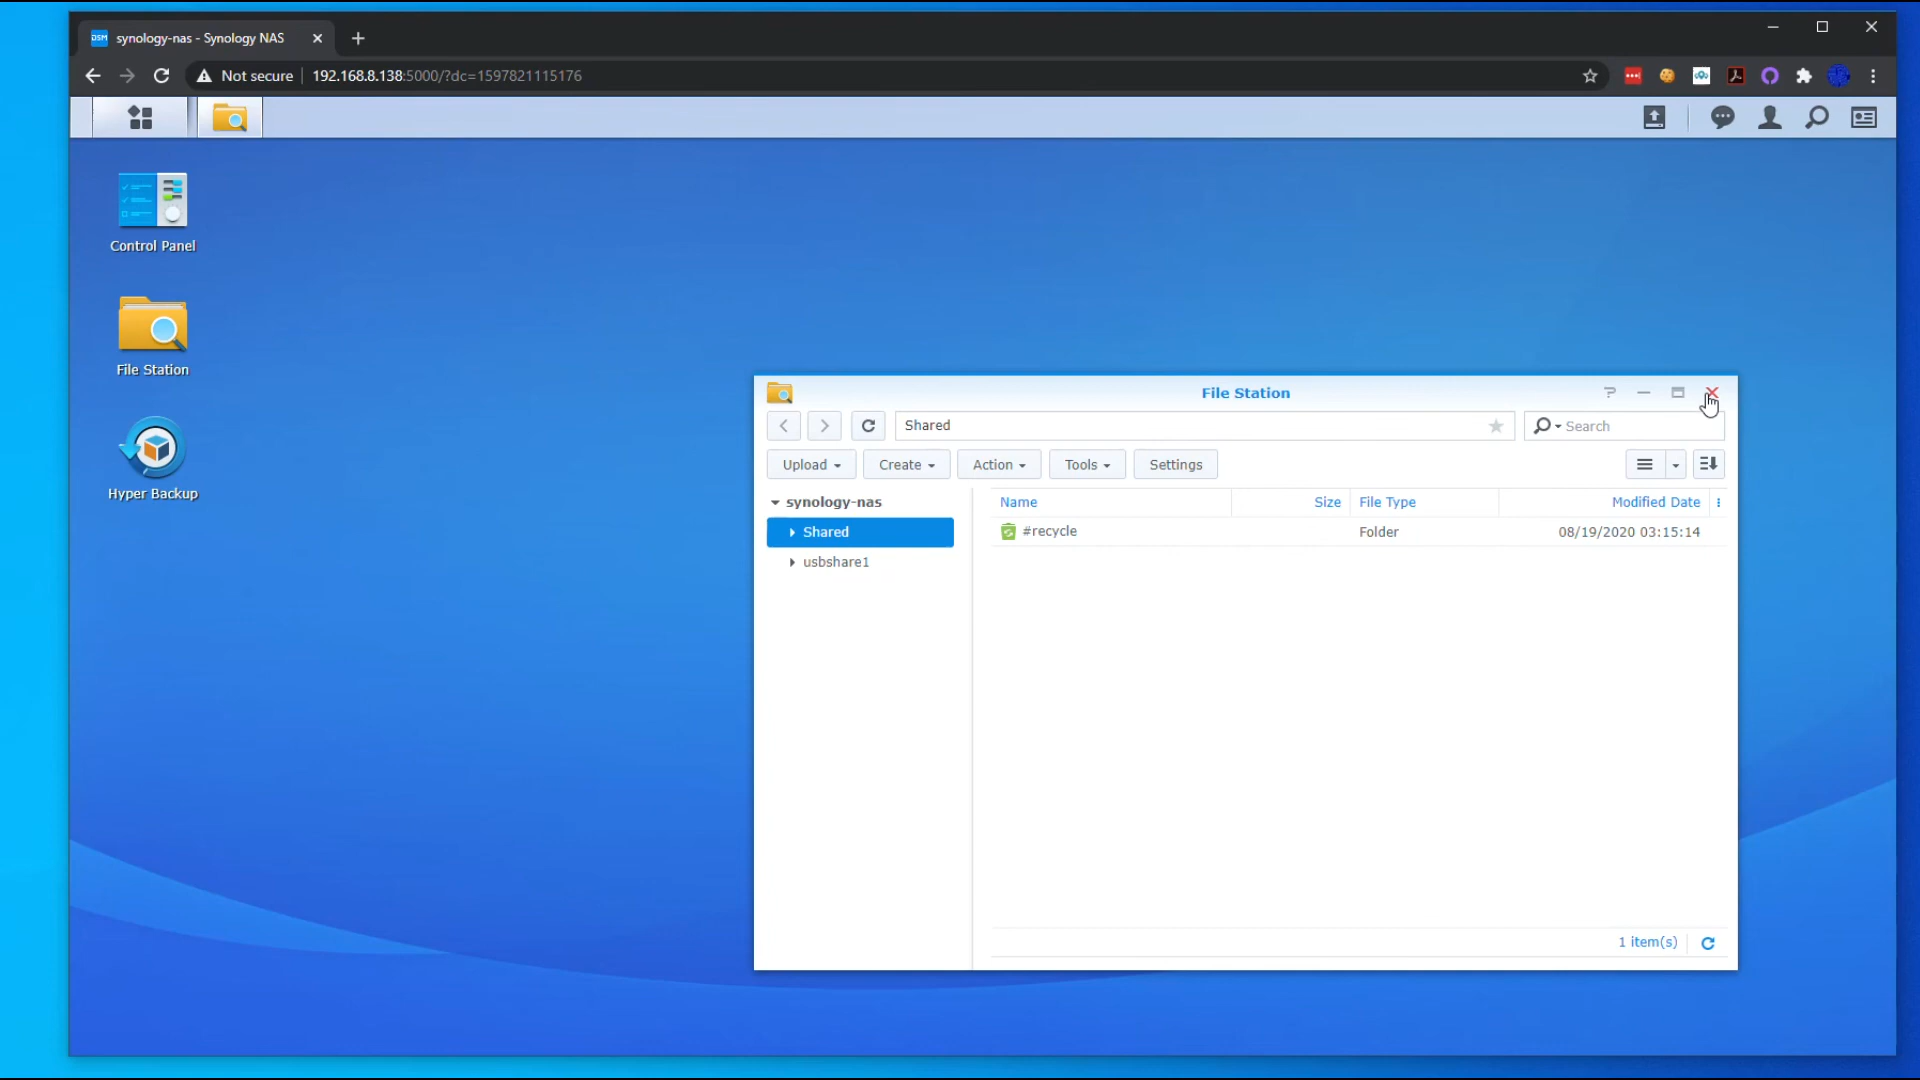 DSM synology-nas - Synology NAS
Not secure 192.168.8.138:5000/?dc=1597821115176
Control Panel
File Station
Hyper Backup
File Station
Shared
Search
Upload
Create
Action
Tools
Settings
synology-nas
Shared
usbshare1
Name Size File Type Modified Date
#recycle Folder 08/19/2020 03:15:14
1 item(s)